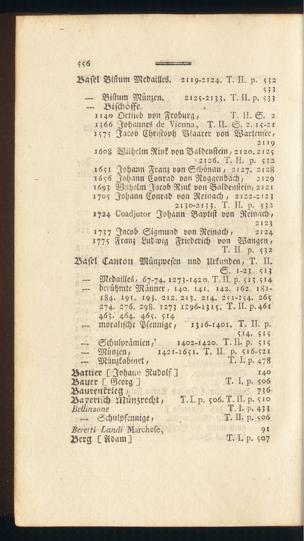 556
Basel Bistum Medailles. 2119-2124. T. II. p. 532
533
— Bistum Münzen. 2125-2133. T. II. p. 533
— Bischöffe.
1140 Ortlieb von Froburg, T. II. S. 2
1366 Johannes de Vienna, T. II. S. 2. 15-21
1575 Jacob Christoph Blaarer von Wartensee,
2119
1608 Wilhelm Rink von Baldenstein, 2120. 2125
2126. T. II. p. 532
1651 Johann Franz von Schönau, 2127. 2128
1656 Johann Conrad von Roggenbach, 2129
1693 Wilhelm Jacob Rink von Baldenstein, 2121
1705 Johann Conrad von Reinach, 2122-2123
2130-2133. T. II. p. 532
1724 Coadjutor Johann Baptist von Reinach,
2123
1737 Jacob Sigmund von Reinach, 2124
1775 Franz Ludwig Friederich von Wangen,
T. II. p. 532
Basel Canton Münzwesen und Urkunden, T. II.
S. 1-23. 513
— Medailles, 67-74. 1273-1420. T. II. p. 513 514
— berühmte Männer, 140. 141. 142. 162. 181-
184. 191. 193. 212. 213. 214. 251-254. 265
274. 276. 298. 1273 1296-1315. T. II. p. 461
463. 464. 465. 514
— moralische Pfennige, 1316-1401. T. II. p.
514. 515
— Schulprämien, 1402-1420. T. II. p. 515
— Münzen, 1421-1651. T. II. p. 516-521
— Münzkabinet, T. I. p. 478
Battier [Johann Rudolf] 140
Bauer [Georg] T. I. p. 506
Baurenkrieg, 736
Bayerisch Münzrecht, T. I. p. 506. T. II. p. 510
Bellinzone T. I. p. 433
— Schulpfennige, T. II. p. 506
Beretti Landi Marchese, 91
Berg [Adam] T. I. p. 507